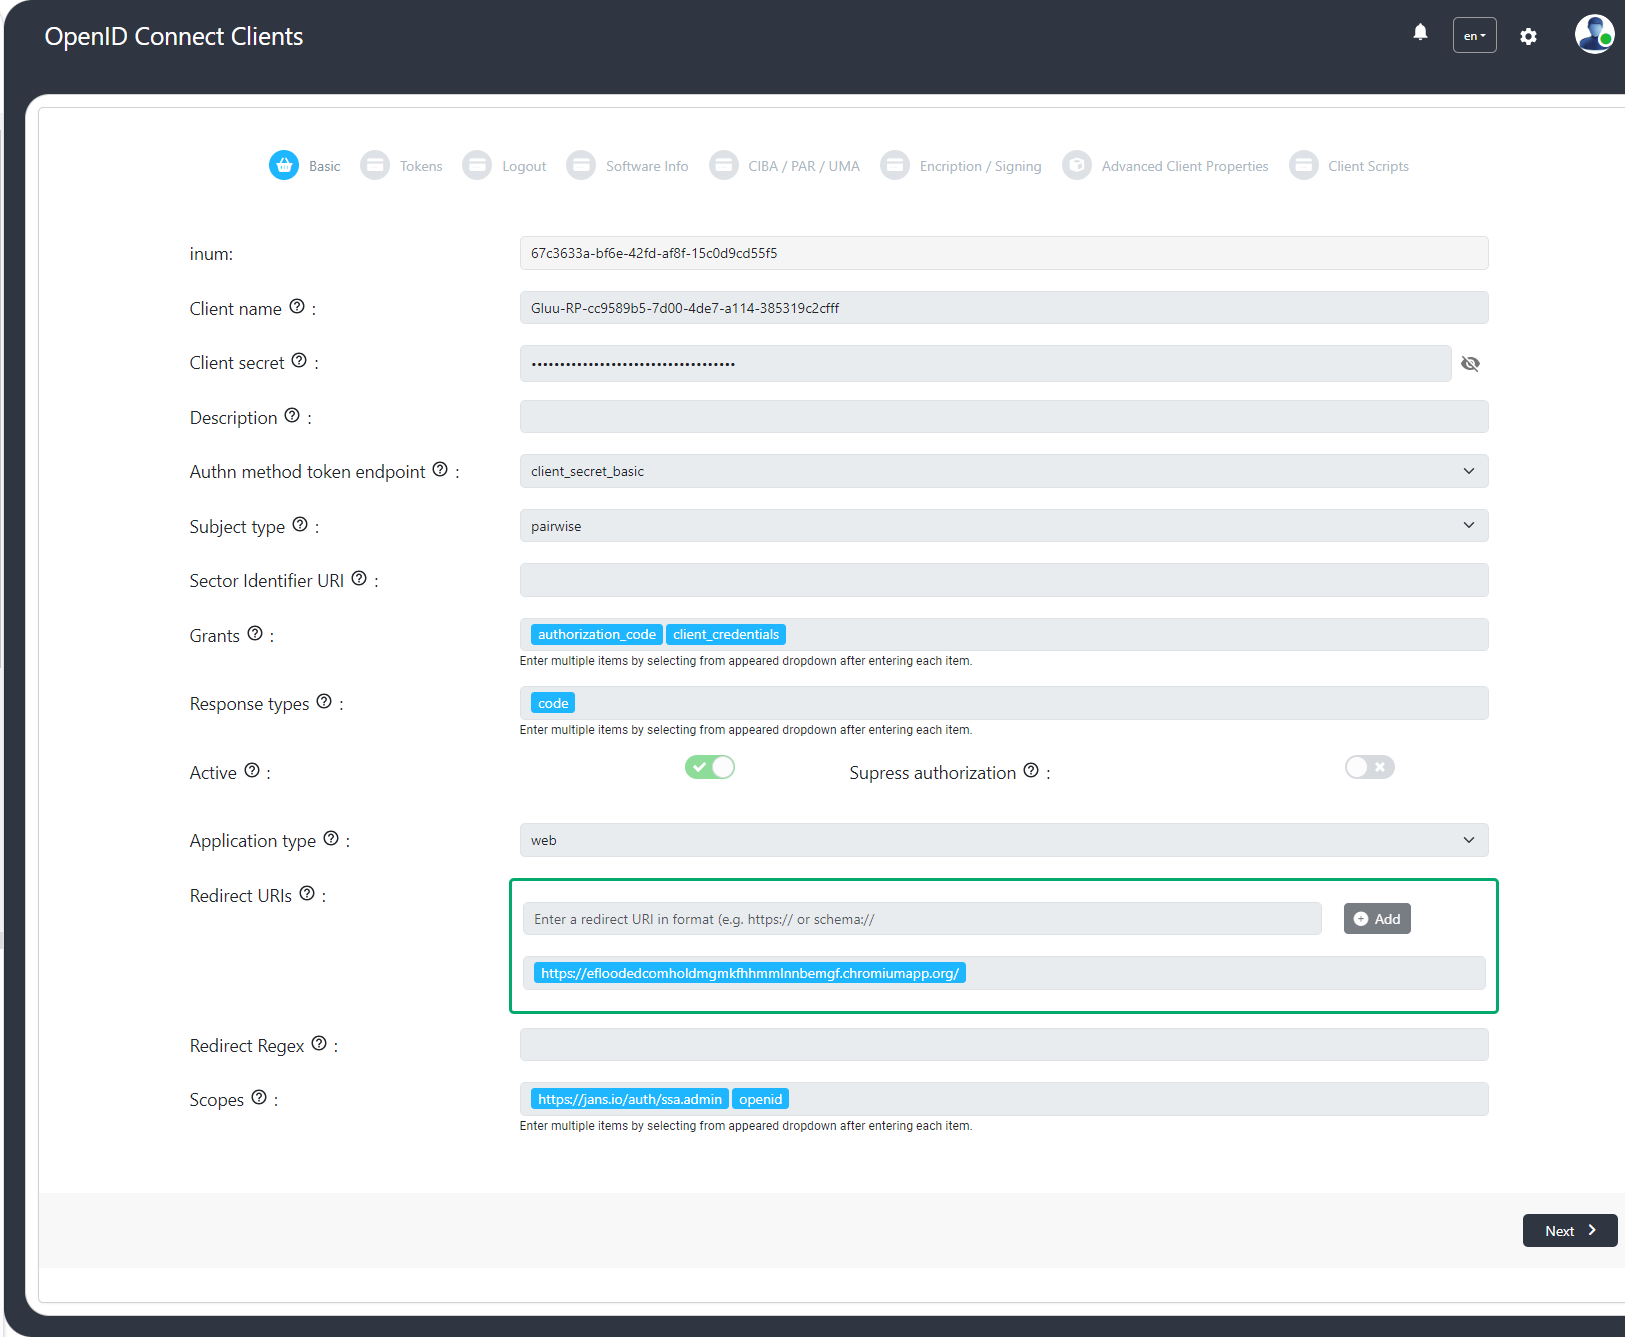 OpenID Connect Clients
en
Basic Tokens Logout Software Info CIBA / PAR / UMA Encription / Signing Advanced Client Properties Client Scripts
inum: 67c3633a-bf6e-42fd-af8f-15c0d9cd55f5
Client name : Gluu-RP-cc9589b5-7d00-4de7-a114-385319c2cfff
Client secret : ••••••••••••••••••••••••••••••••••••
Description :
Authn method token endpoint : client_secret_basic
Subject type : pairwise
Sector Identifier URI :
Grants : authorization_code client_credentials
Enter multiple items by selecting from appeared dropdown after entering each item.
Response types : code
Enter multiple items by selecting from appeared dropdown after entering each item.
Active : Supress authorization :
Application type : web
Redirect URIs :
Enter a redirect URI in format (e.g. https:// or schema:// Add
https://efloodedcomholdmgmkfhhmmlnnbemgf.chromiumapp.org/
Redirect Regex :
Scopes : https://jans.io/auth/ssa.admin openid
Enter multiple items by selecting from appeared dropdown after entering each item.
Next